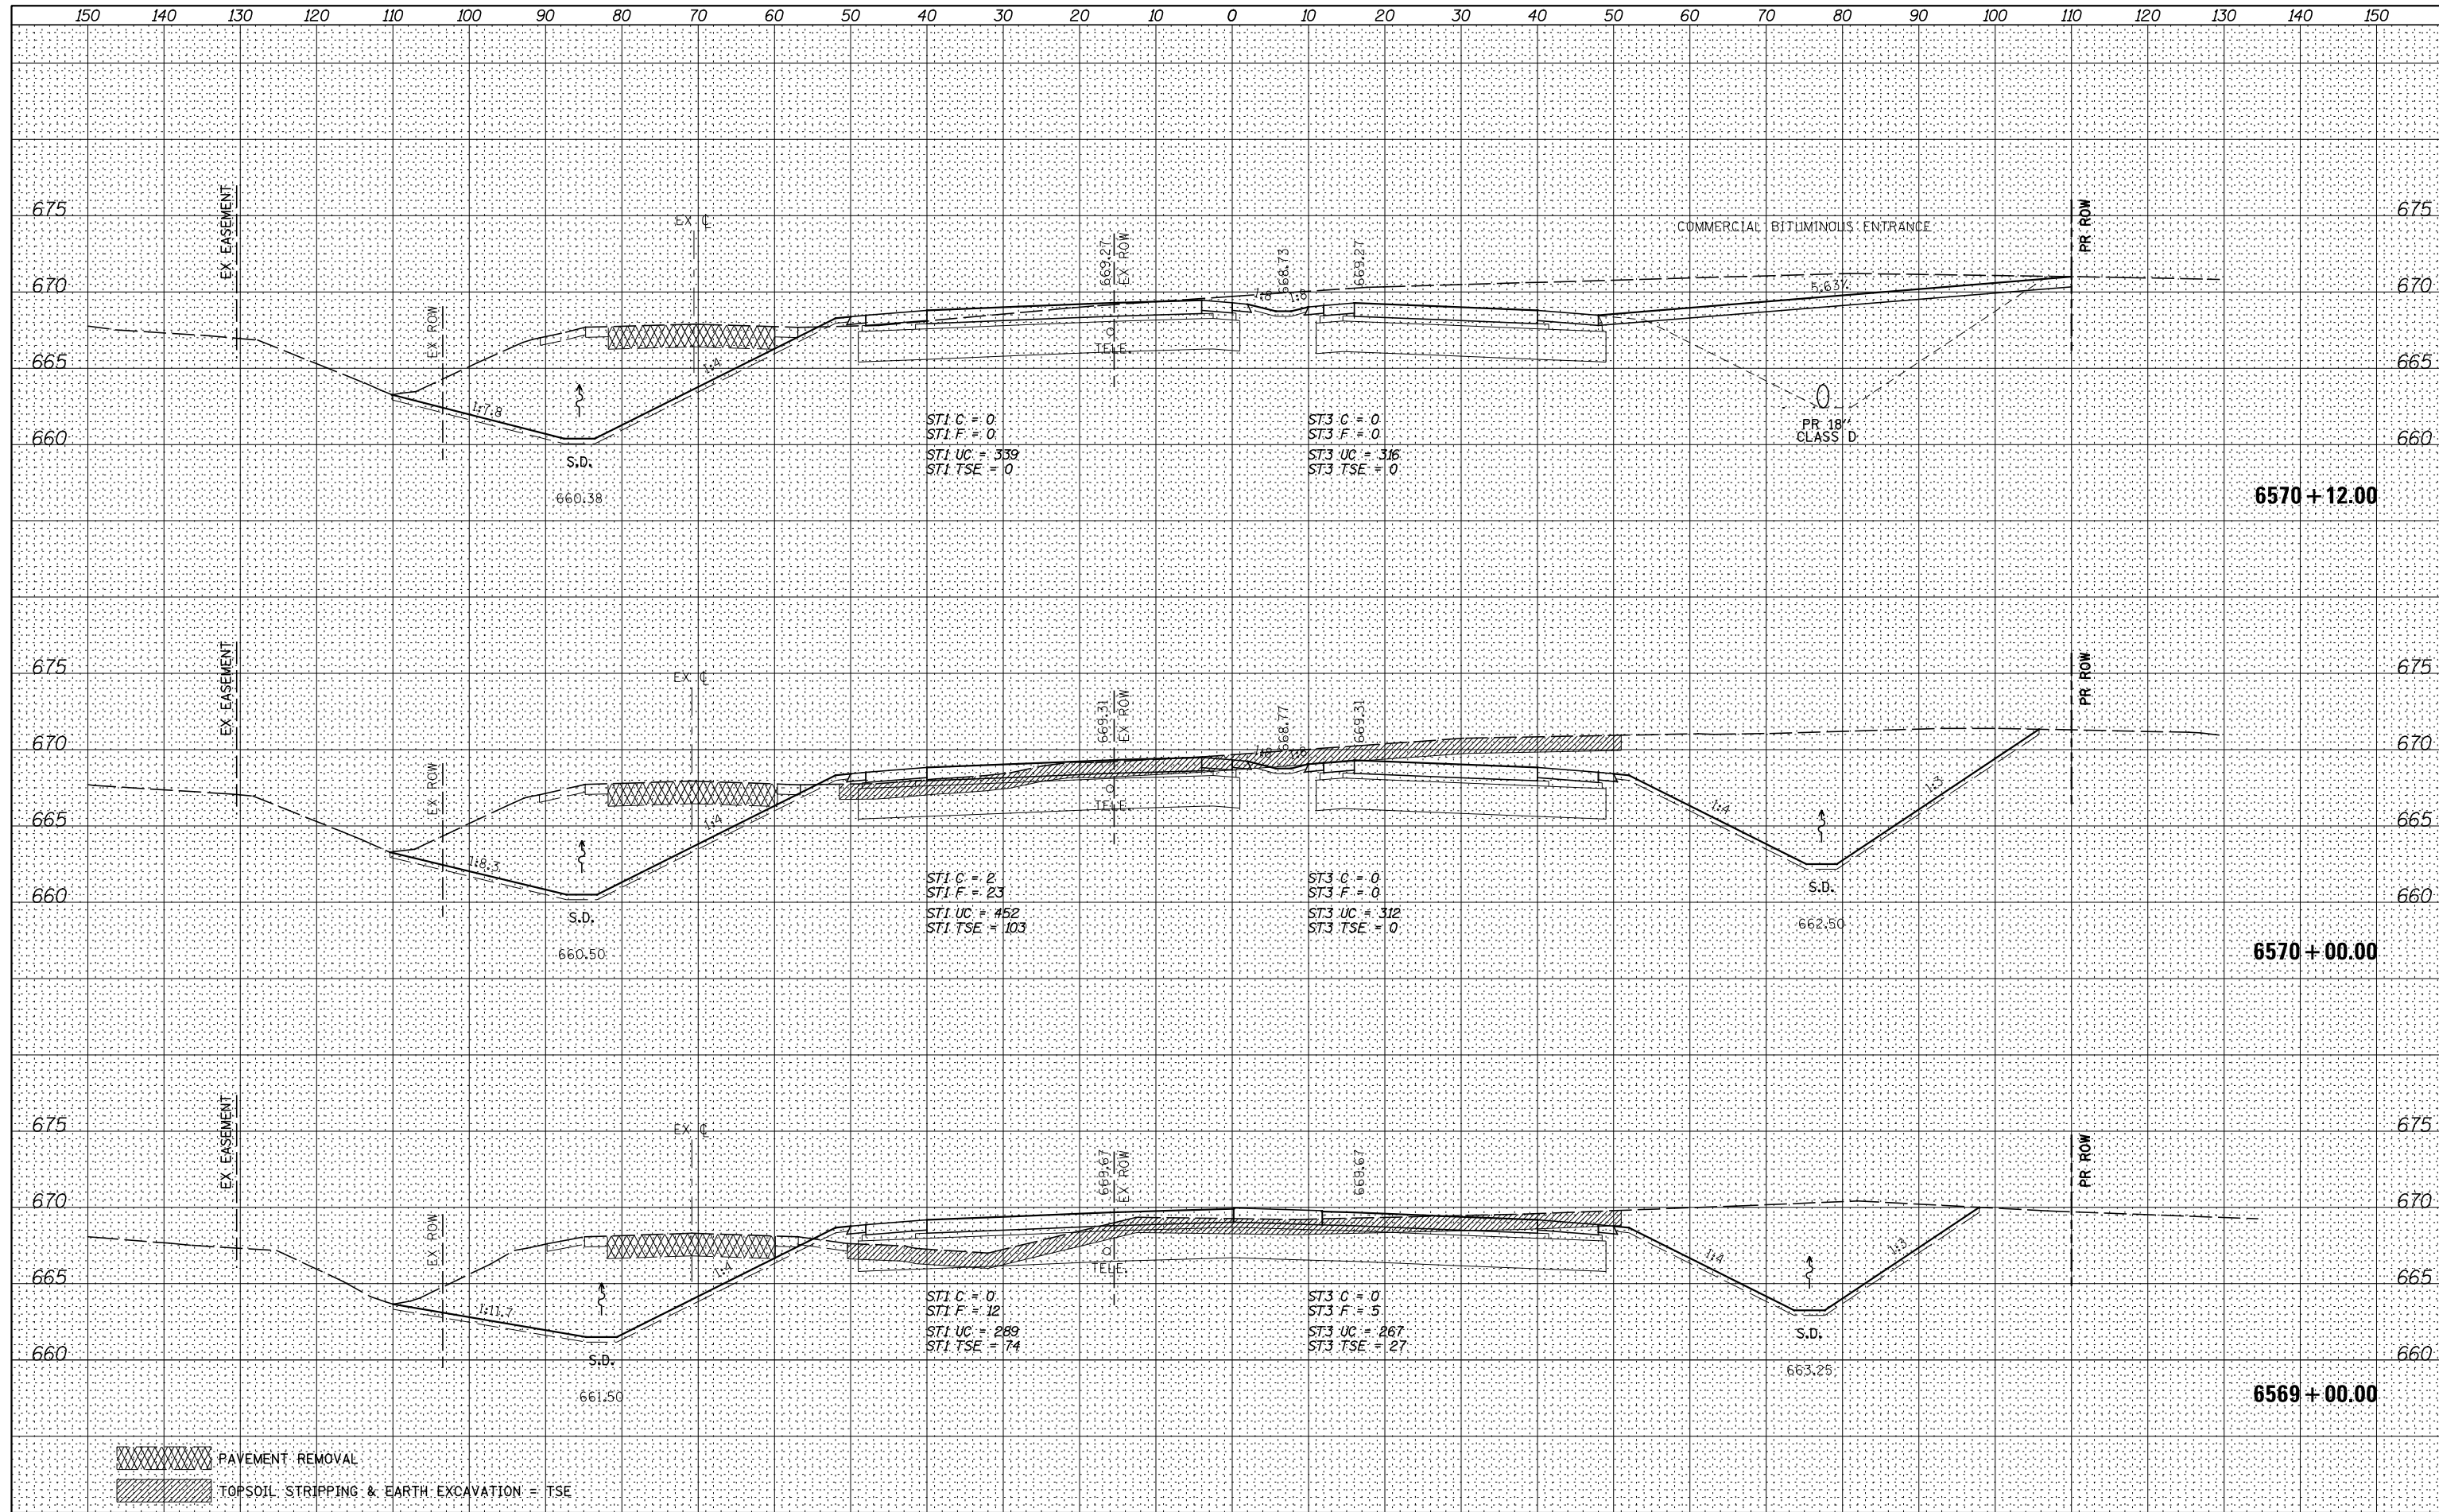 150 140 130 120 110 100 90 80 70 60 50 40 30 20 10 0 10 20 30 40 50 60 70 80 90 100 110 120 130 140 150
675 675
670 670
665 665
660 660
EX EASEMENT
EX ROW
EX ℄
669.27
EX ROW
668.73
669.27
COMMERCIAL BITUMINOUS ENTRANCE
PR ROW
1:8 1:8
5.63%
TELE.
1:4
1:7.8
S.D.
660.38
ST1 C = 0
ST1 F = 0
ST1 UC = 339
ST1 TSE = 0
ST3 C = 0
ST3 F = 0
ST3 UC = 316
ST3 TSE = 0
PR 18"
CLASS D
6570+12.00
675 675
670 670
665 665
660 660
EX EASEMENT
EX ROW
EX ℄
669.31
EX ROW
668.77
669.31
PR ROW
1:8 1:8
TELE.
1:4
1:8.3
1:4
1:3
S.D.
660.50
ST1 C = 2
ST1 F = 23
ST1 UC = 452
ST1 TSE = 103
ST3 C = 0
ST3 F = 0
ST3 UC = 312
ST3 TSE = 0
S.D.
662.50
6570+00.00
675 675
670 670
665 665
660 660
EX EASEMENT
EX ROW
EX ℄
669.67
EX ROW
669.67
PR ROW
TELE.
1:4
1:11.7
1:4
1:3
S.D.
661.50
ST1 C = 0
ST1 F = 12
ST1 UC = 289
ST1 TSE = 74
ST3 C = 0
ST3 F = 5
ST3 UC = 267
ST3 TSE = 27
S.D.
663.25
6569+00.00
PAVEMENT REMOVAL
TOPSOIL STRIPPING & EARTH EXCAVATION = TSE